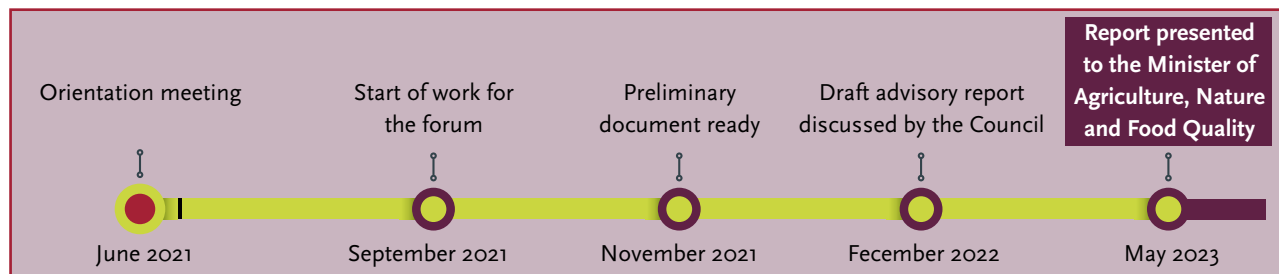 Orientation meeting
June 2021
Start of work for
the forum
September 2021
Preliminary
document ready
November 2021
Draft advisory report
discussed by the Council
Fecember 2022
Report presented
to the Minister of
Agriculture, Nature
and Food Quality
May 2023